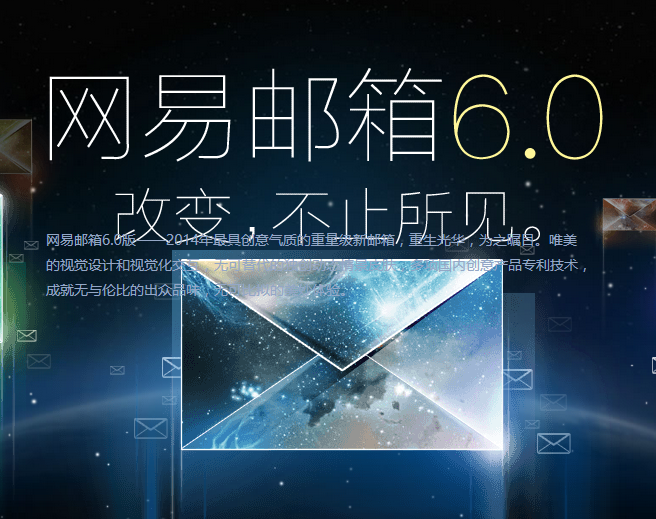 网易邮箱6.0
改变,不止所见。
网易邮箱6.0版——2014年最具创意气质的重量级新邮箱,重生光华,为之瞩目。唯美
的视觉设计和视觉化交 国内创意产品专利技术,
成就无与伦比的出众品味,